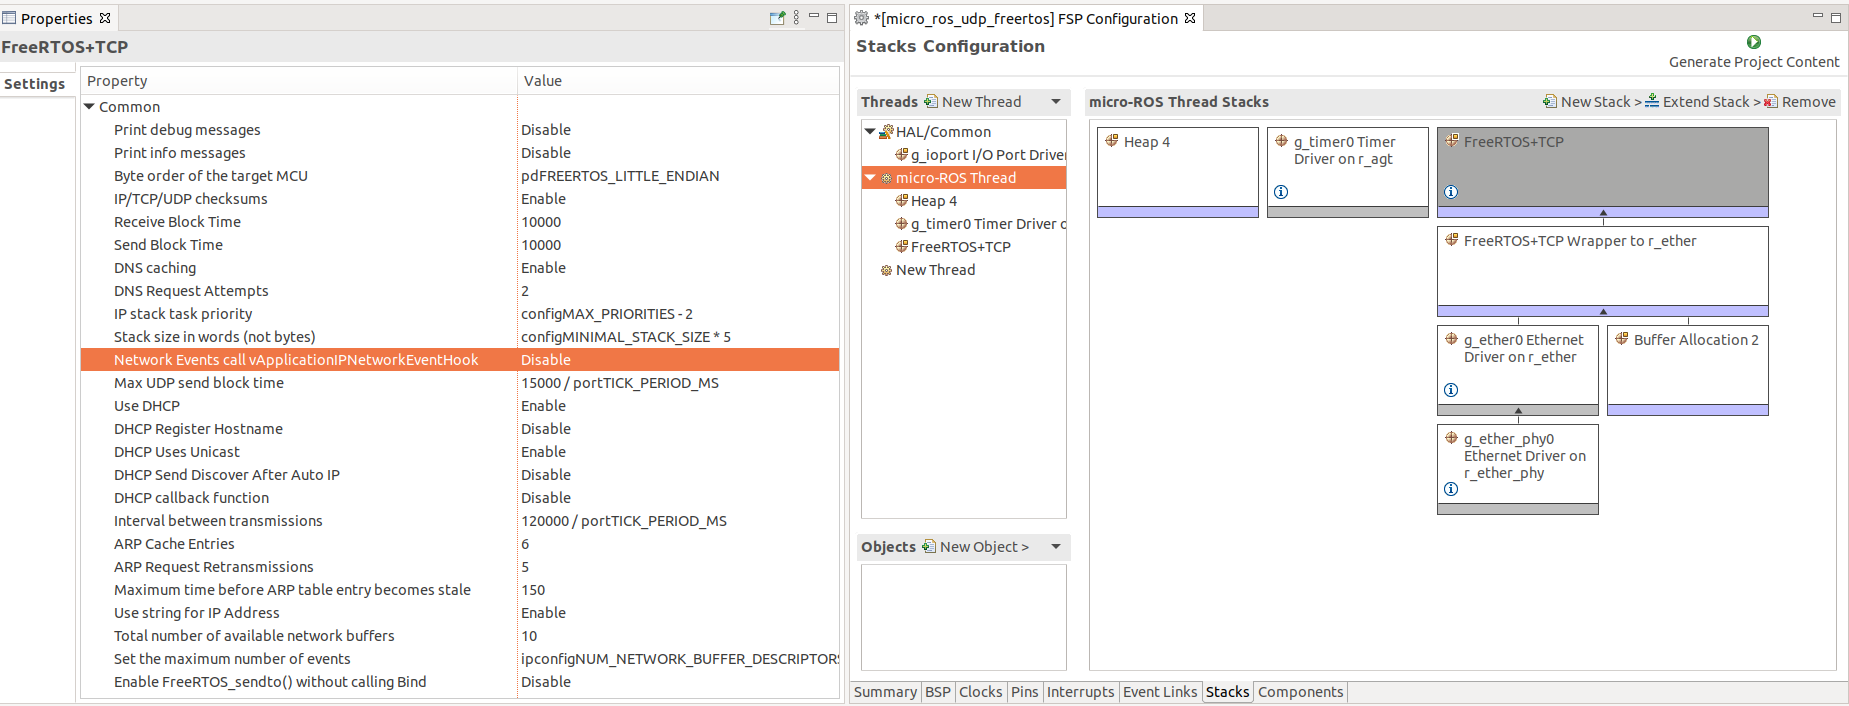 Properties
FreeRTOS+TCP
Settings
Property Value
Common
Print debug messages Disable
Print info messages Disable
Byte order of the target MCU pdFREERTOS_LITTLE_ENDIAN
IP/TCP/UDP checksums Enable
Receive Block Time 10000
Send Block Time 10000
DNS caching Enable
DNS Request Attempts 2
IP stack task priority configMAX_PRIORITIES - 2
Stack size in words (not bytes) configMINIMAL_STACK_SIZE * 5
Network Events call vApplicationIPNetworkEventHook Disable
Max UDP send block time 15000 / portTICK_PERIOD_MS
Use DHCP Enable
DHCP Register Hostname Disable
DHCP Uses Unicast Enable
DHCP Send Discover After Auto IP Disable
DHCP callback function Disable
Interval between transmissions 120000 / portTICK_PERIOD_MS
ARP Cache Entries 6
ARP Request Retransmissions 5
Maximum time before ARP table entry becomes stale 150
Use string for IP Address Enable
Total number of available network buffers 10
Set the maximum number of events ipconfigNUM_NETWORK_BUFFER_DESCRIPTORS
Enable FreeRTOS_sendto() without calling Bind Disable
*[micro_ros_udp_freertos] FSP Configuration
Stacks Configuration
Generate Project Content
Threads New Thread
HAL/Common
g_ioport I/O Port Driver
micro-ROS Thread
Heap 4
g_timer0 Timer Driver o
FreeRTOS+TCP
New Thread
Objects New Object >
micro-ROS Thread Stacks New Stack > Extend Stack > Remove
Heap 4
g_timer0 Timer
Driver on r_agt
FreeRTOS+TCP
FreeRTOS+TCP Wrapper to r_ether
g_ether0 Ethernet
Driver on r_ether
Buffer Allocation 2
g_ether_phy0
Ethernet Driver on
r_ether_phy
Summary BSP Clocks Pins Interrupts Event Links Stacks Components